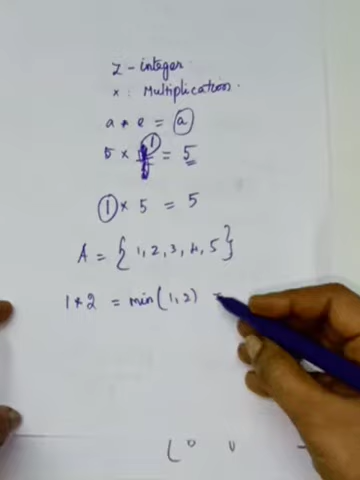 Z - integer.
× : Multiplication.
a * e = a
5 × 1 = 5
1 × 5 = 5
A = { 1, 2, 3, 4, 5 }
1 * 2 = min(1, 2) =